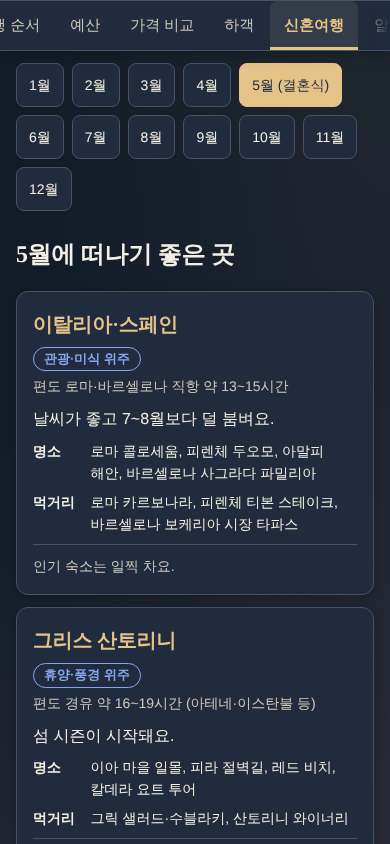 순서
예산
가격 비교
하객
신혼여행
1월
2월
3월
4월
5월 (결혼식)
6월
7월
8월
9월
10월
11월
12월
5월에 떠나기 좋은 곳
이탈리아·스페인
관광·미식 위주
편도 로마·바르셀로나 직항 약 13~15시간
날씨가 좋고 7~8월보다 덜 붐벼요.
명소
로마 콜로세움, 피렌체 두오모, 아말피
해안, 바르셀로나 사그라다 파밀리아
먹거리
로마 카르보나라, 피렌체 티본 스테이크,
바르셀로나 보케리아 시장 타파스
인기 숙소는 일찍 차요.
그리스 산토리니
휴양·풍경 위주
편도 경유 약 16~19시간 (아테네·이스탄불 등)
섬 시즌이 시작돼요.
명소
이아 마을 일몰, 피라 절벽길, 레드 비치,
칼데라 요트 투어
먹거리
그릭 샐러드·수블라키, 산토리니 와이너리